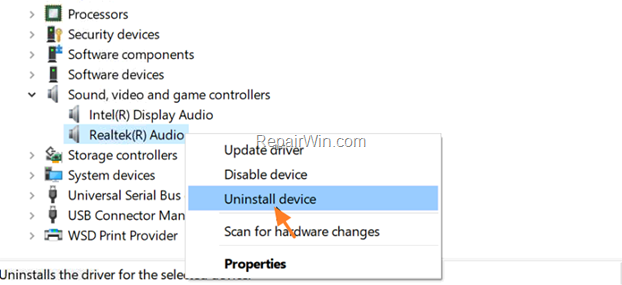 Processors
Security devices
Software components
Software devices
Sound, video and game controllers
Intel(R) Display Audio
Realtek(R) Audio
RepairWin.com
Update driver
Disable device
Uninstall device
Scan for hardware changes
Properties
Storage controllers
System devices
Universal Serial Bus
USB Connector Man
WSD Print Provider
Uninstalls the driver for the selected device.